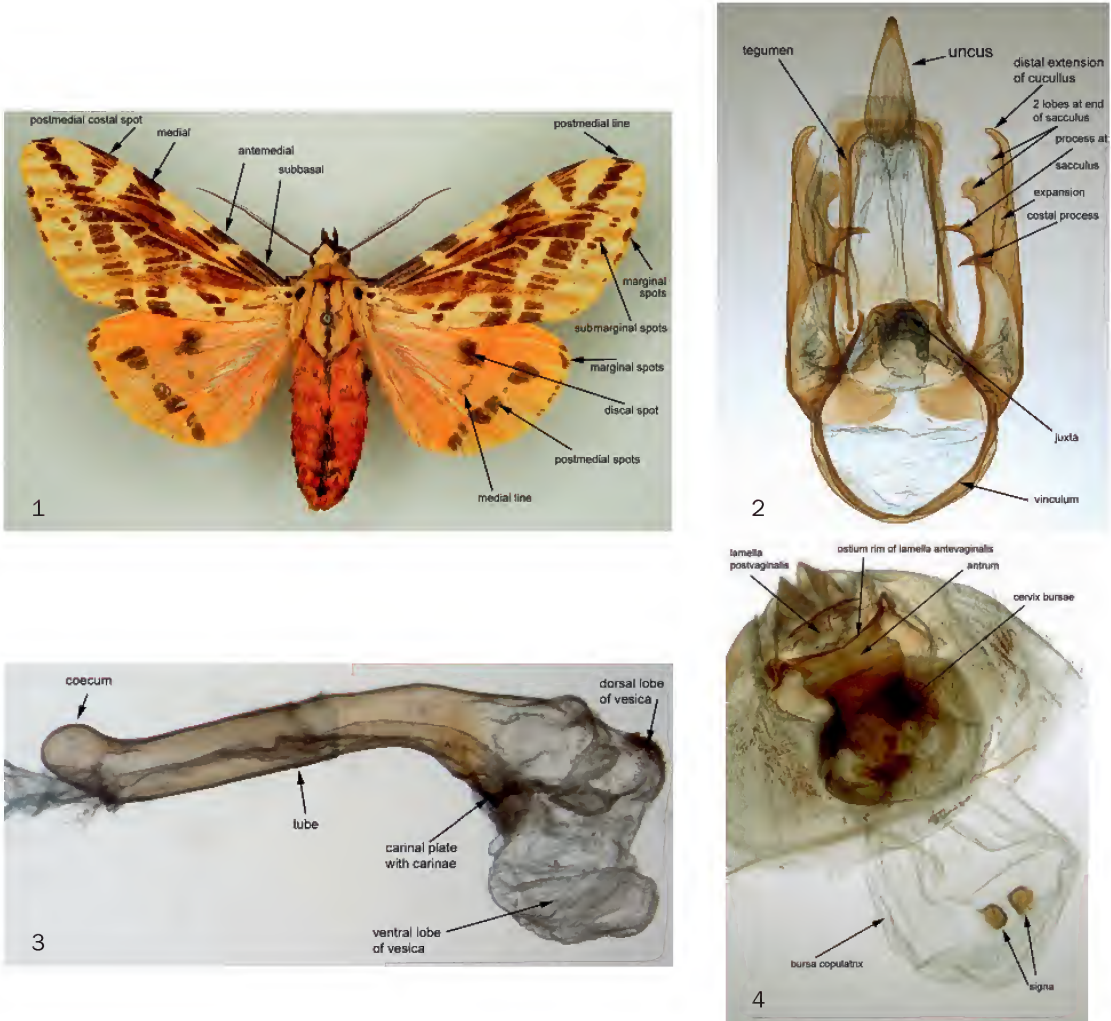 postmedial costal spot
medial
antemedial
subbasal
postmedial line
marginal
spots
submarginal spots
marginal spots
discal spot
postmedial spots
medial line
1
tegumen
uncus
distal extension
of cucullus
2 lobes at end
of sacculus
process at
sacculus
expansion
costal process
juxta
vinculum
2
coecum
dorsal lobe
of vesica
tube
carinal plate
with carinae
ventral lobe
of vesica
3
lamella
postvaginalis
ostium rim of lamella antevaginalis
antrum
cervix bursae
bursa copulatrix
signa
4